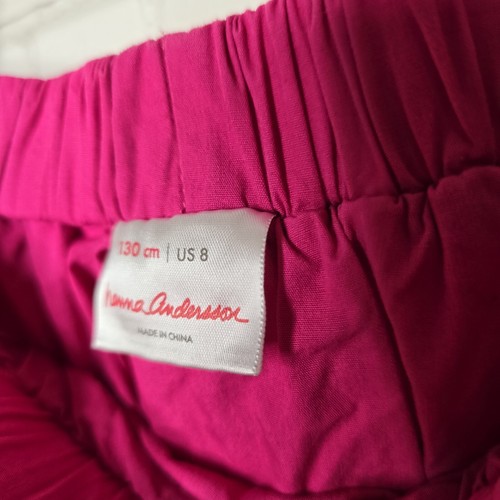 130 cm | US 8
hanna andersson
MADE IN CHINA